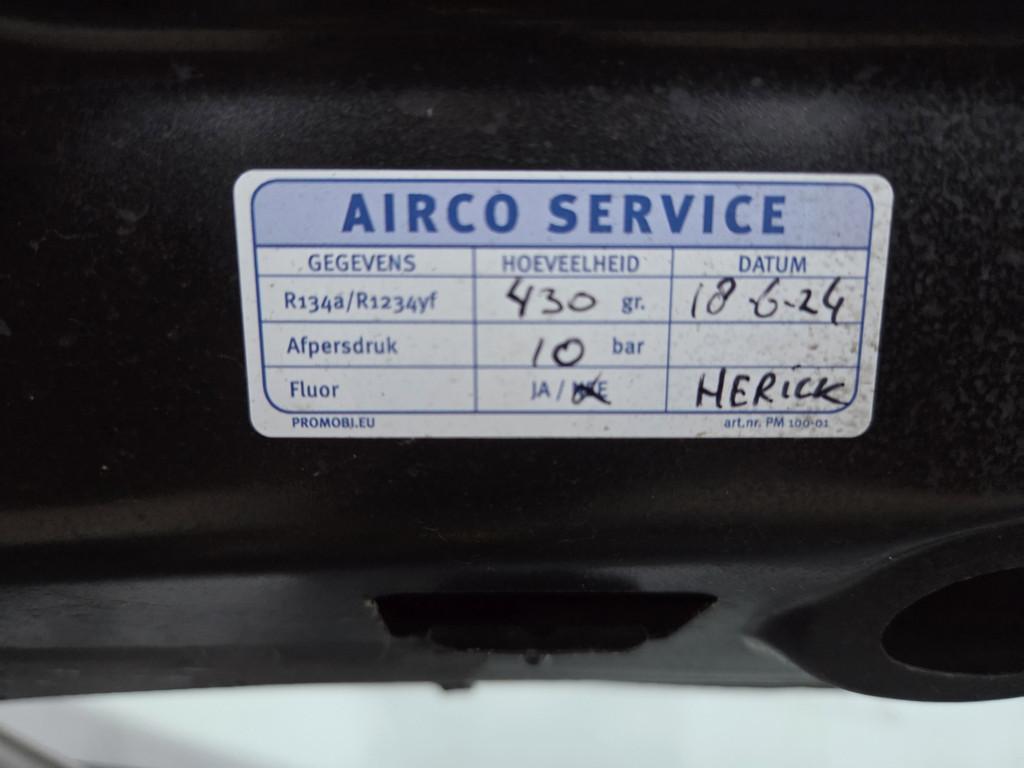 AIRCO SERVICE
GEGEVENS HOEVEELHEID DATUM
R134a/R1234yf 430 gr. 18-6-24
Afpersdruk 10 bar
Fluor JA / NEE HERICK
PROMOBJ.EU art.nr. PM 100-01